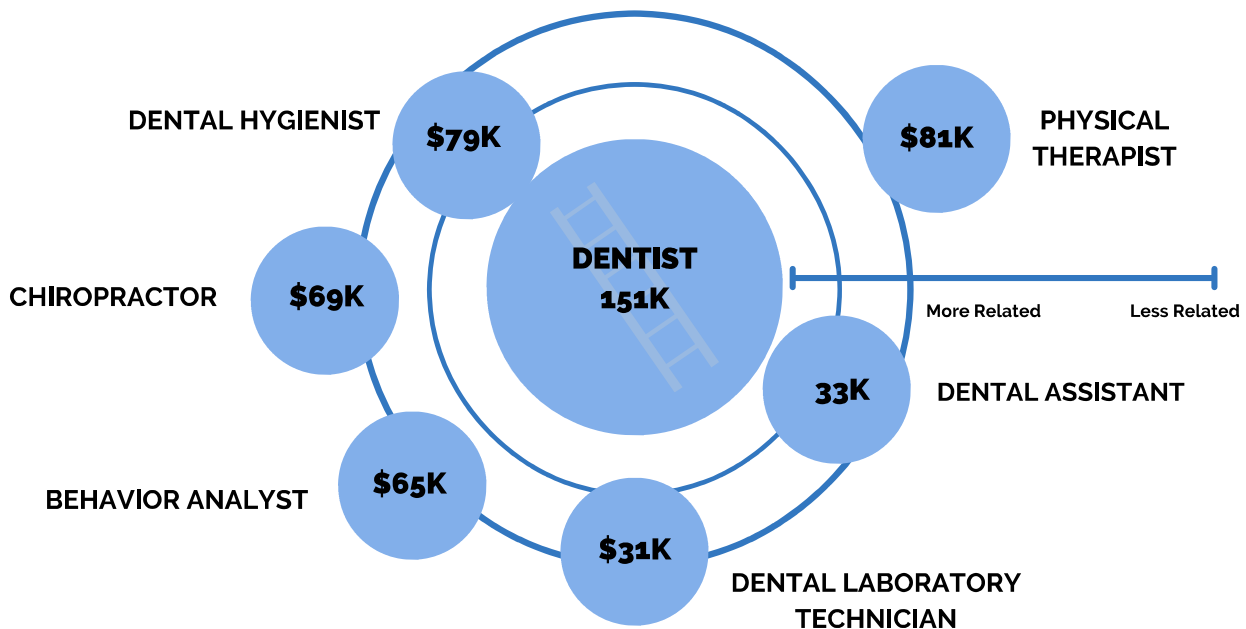 DENTAL HYGIENIST
$79K
$81K
PHYSICAL
THERAPIST
DENTIST
151K
CHIROPRACTOR
$69K
More Related
Less Related
33K
DENTAL ASSISTANT
BEHAVIOR ANALYST
$65K
$31K
DENTAL LABORATORY
TECHNICIAN